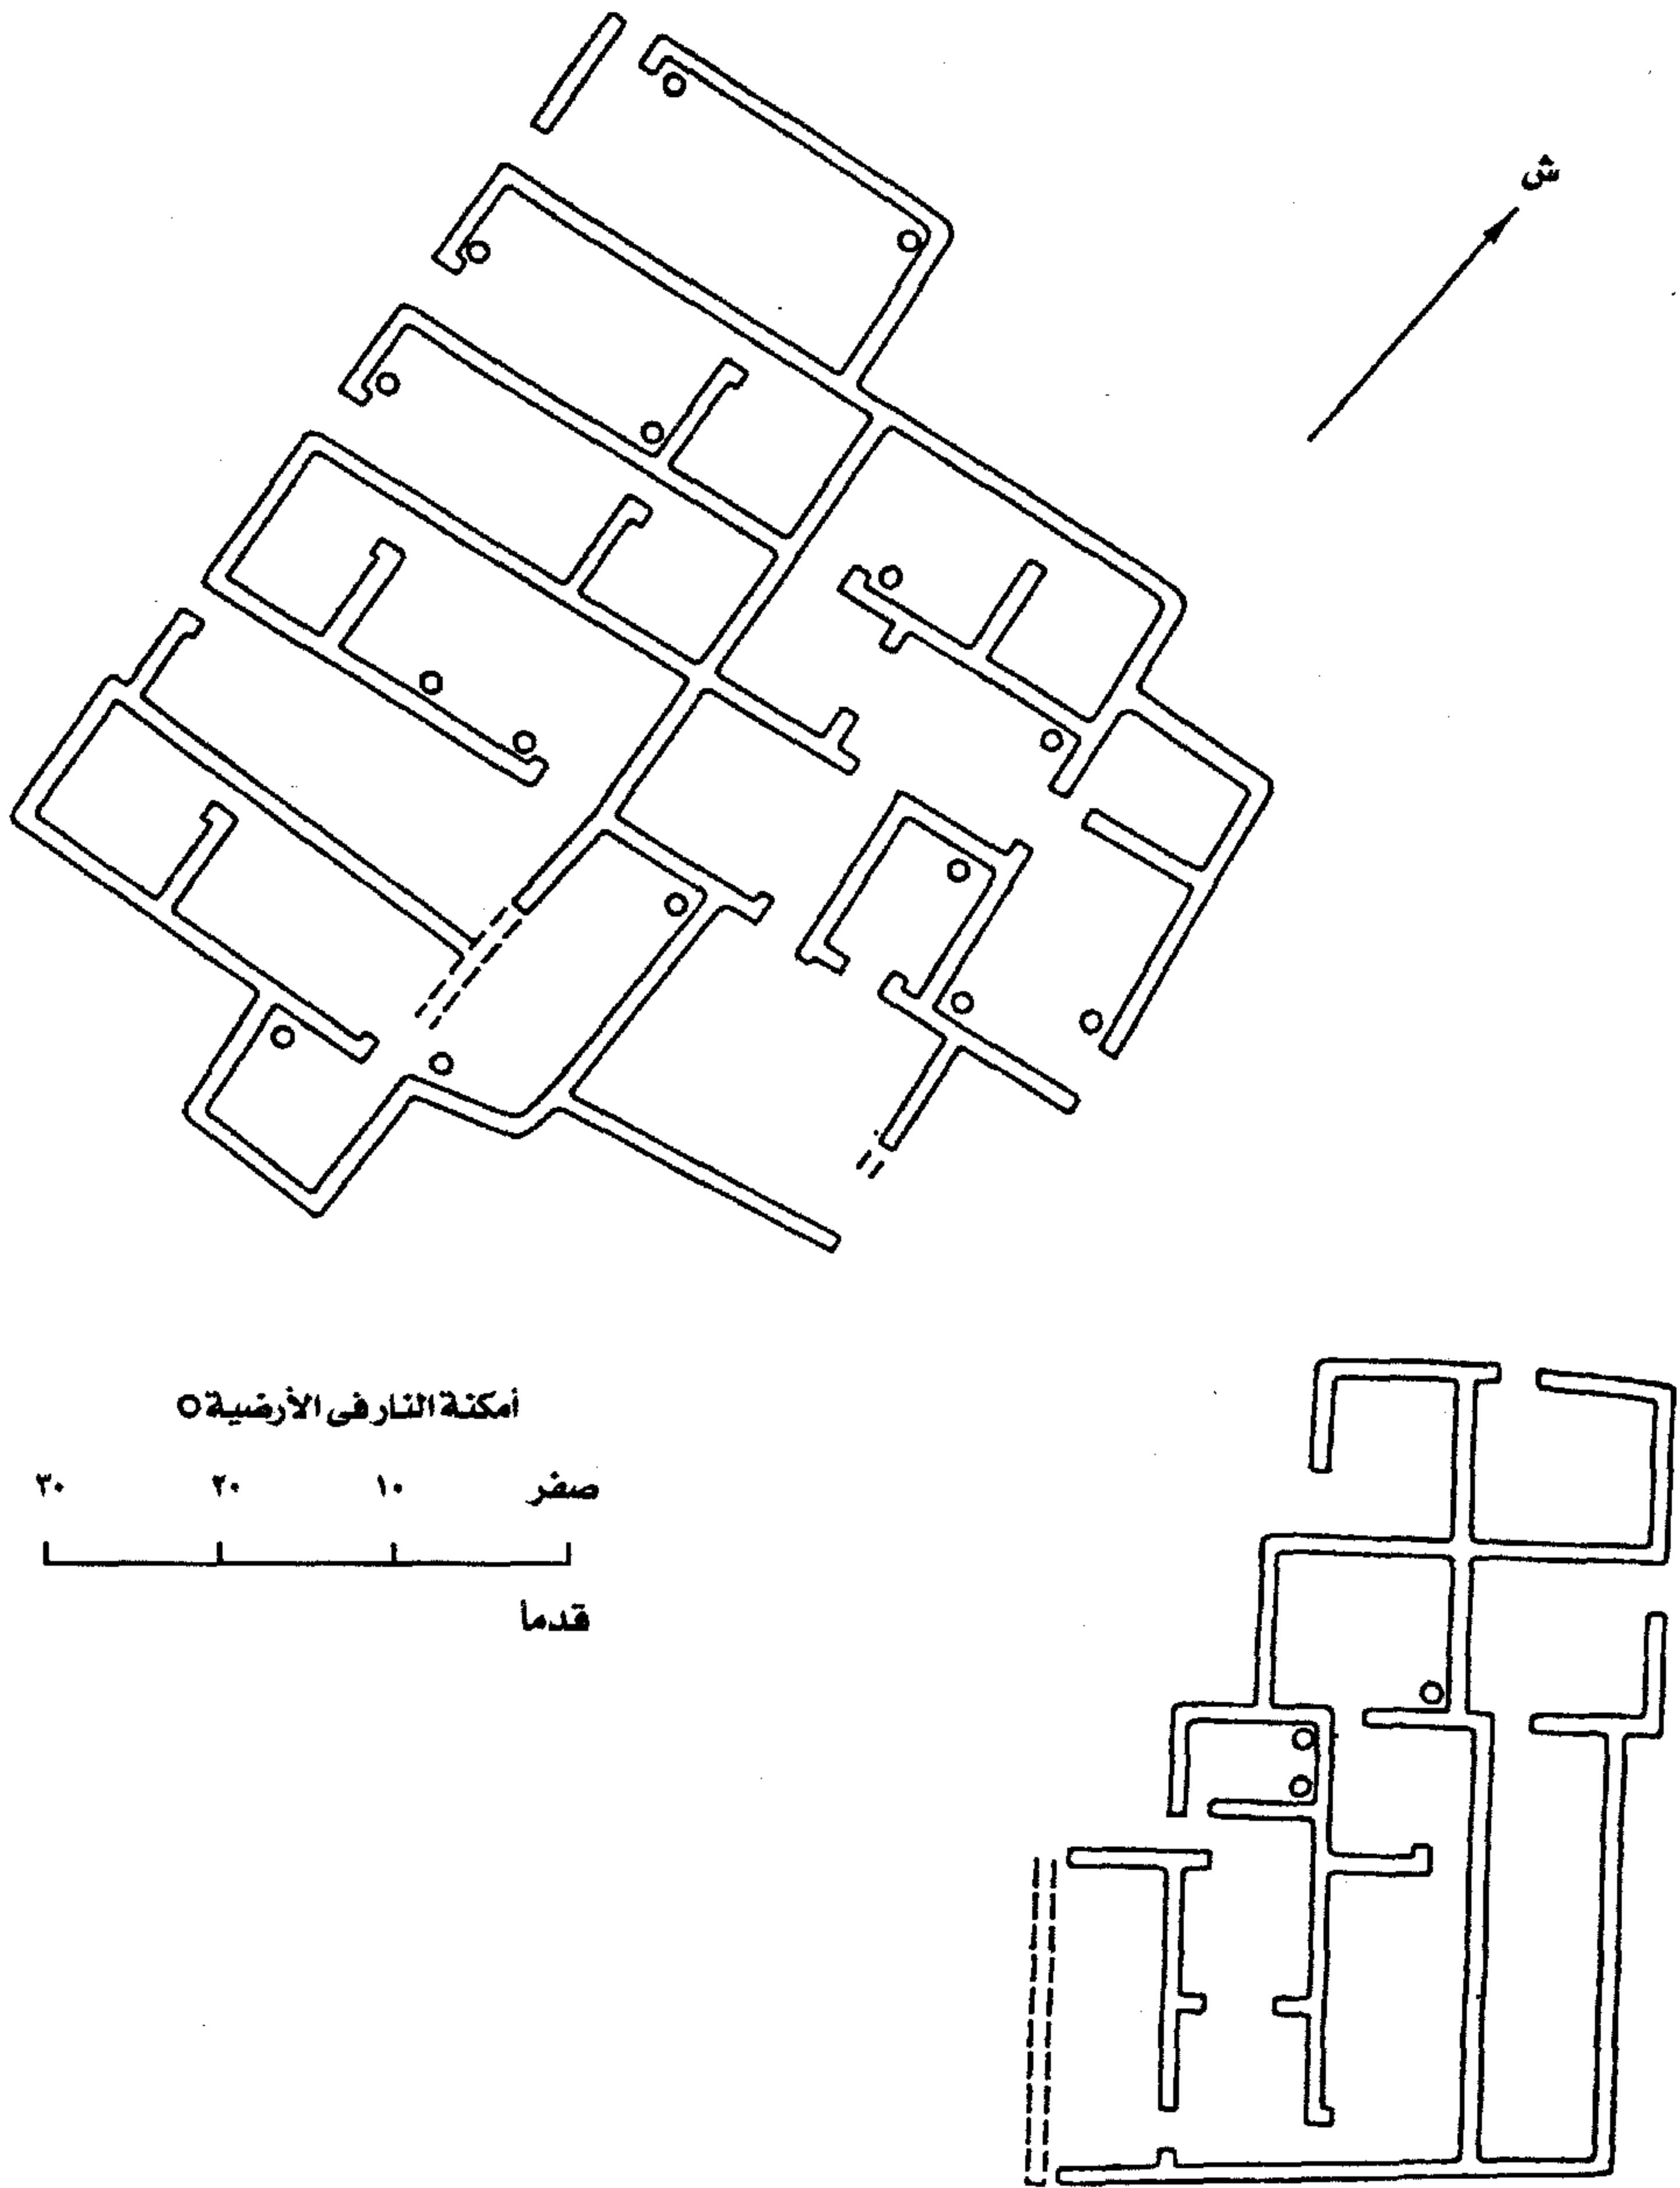 ش
أمكنة النار فى الأرضية
٣٠ ٢٠ ١٠ صفر
قدما